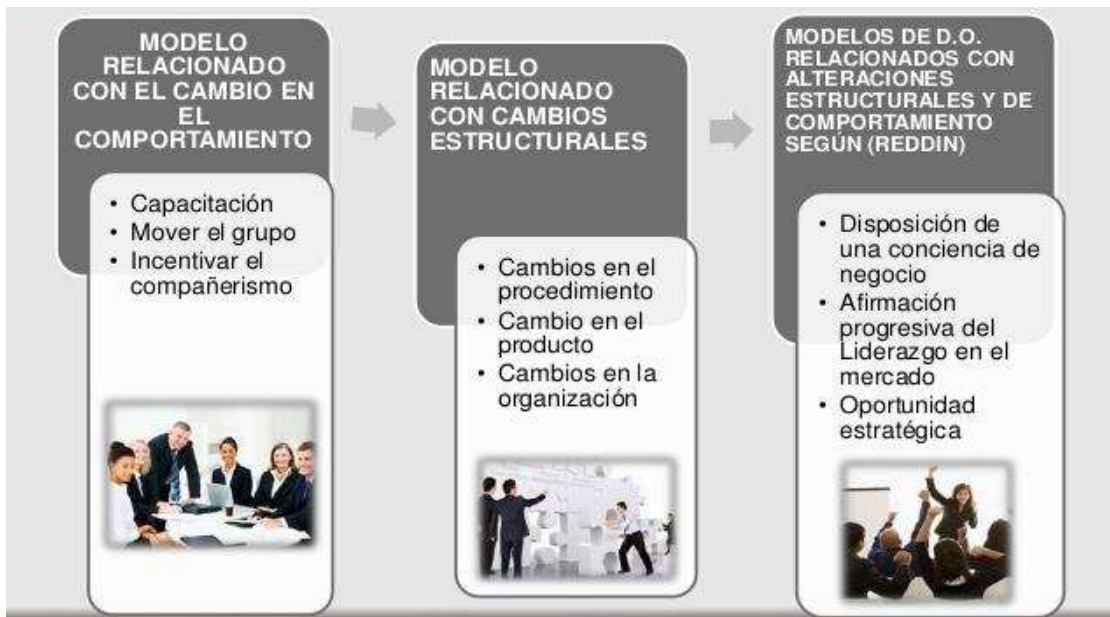 MODELO
RELACIONADO
CON EL CAMBIO EN
EL
COMPORTAMIENTO
• Capacitación
• Mover el grupo
• Incentivar el
compañerismo
MODELO
RELACIONADO
CON CAMBIOS
ESTRUCTURALES
• Cambios en el
procedimiento
• Cambio en el
producto
• Cambios en la
organización
MODELOS DE D.O.
RELACIONADOS CON
ALTERACIONES
ESTRUCTURALES Y DE
COMPORTAMIENTO
SEGÚN (REDDIN)
• Disposición de
una conciencia de
negocio
• Afirmación
progresiva del
Liderazgo en el
mercado
• Oportunidad
estratégica